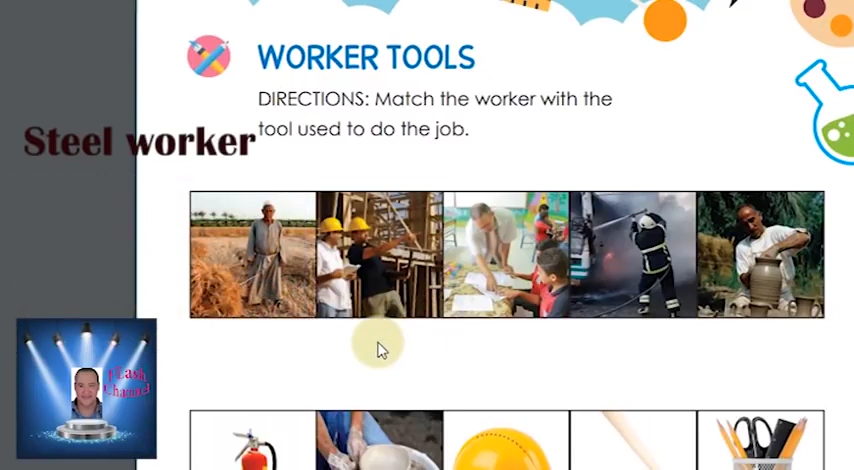 WORKER TOOLS
DIRECTIONS: Match the worker with the
tool used to do the job.
Steel worker
Flash
Channel